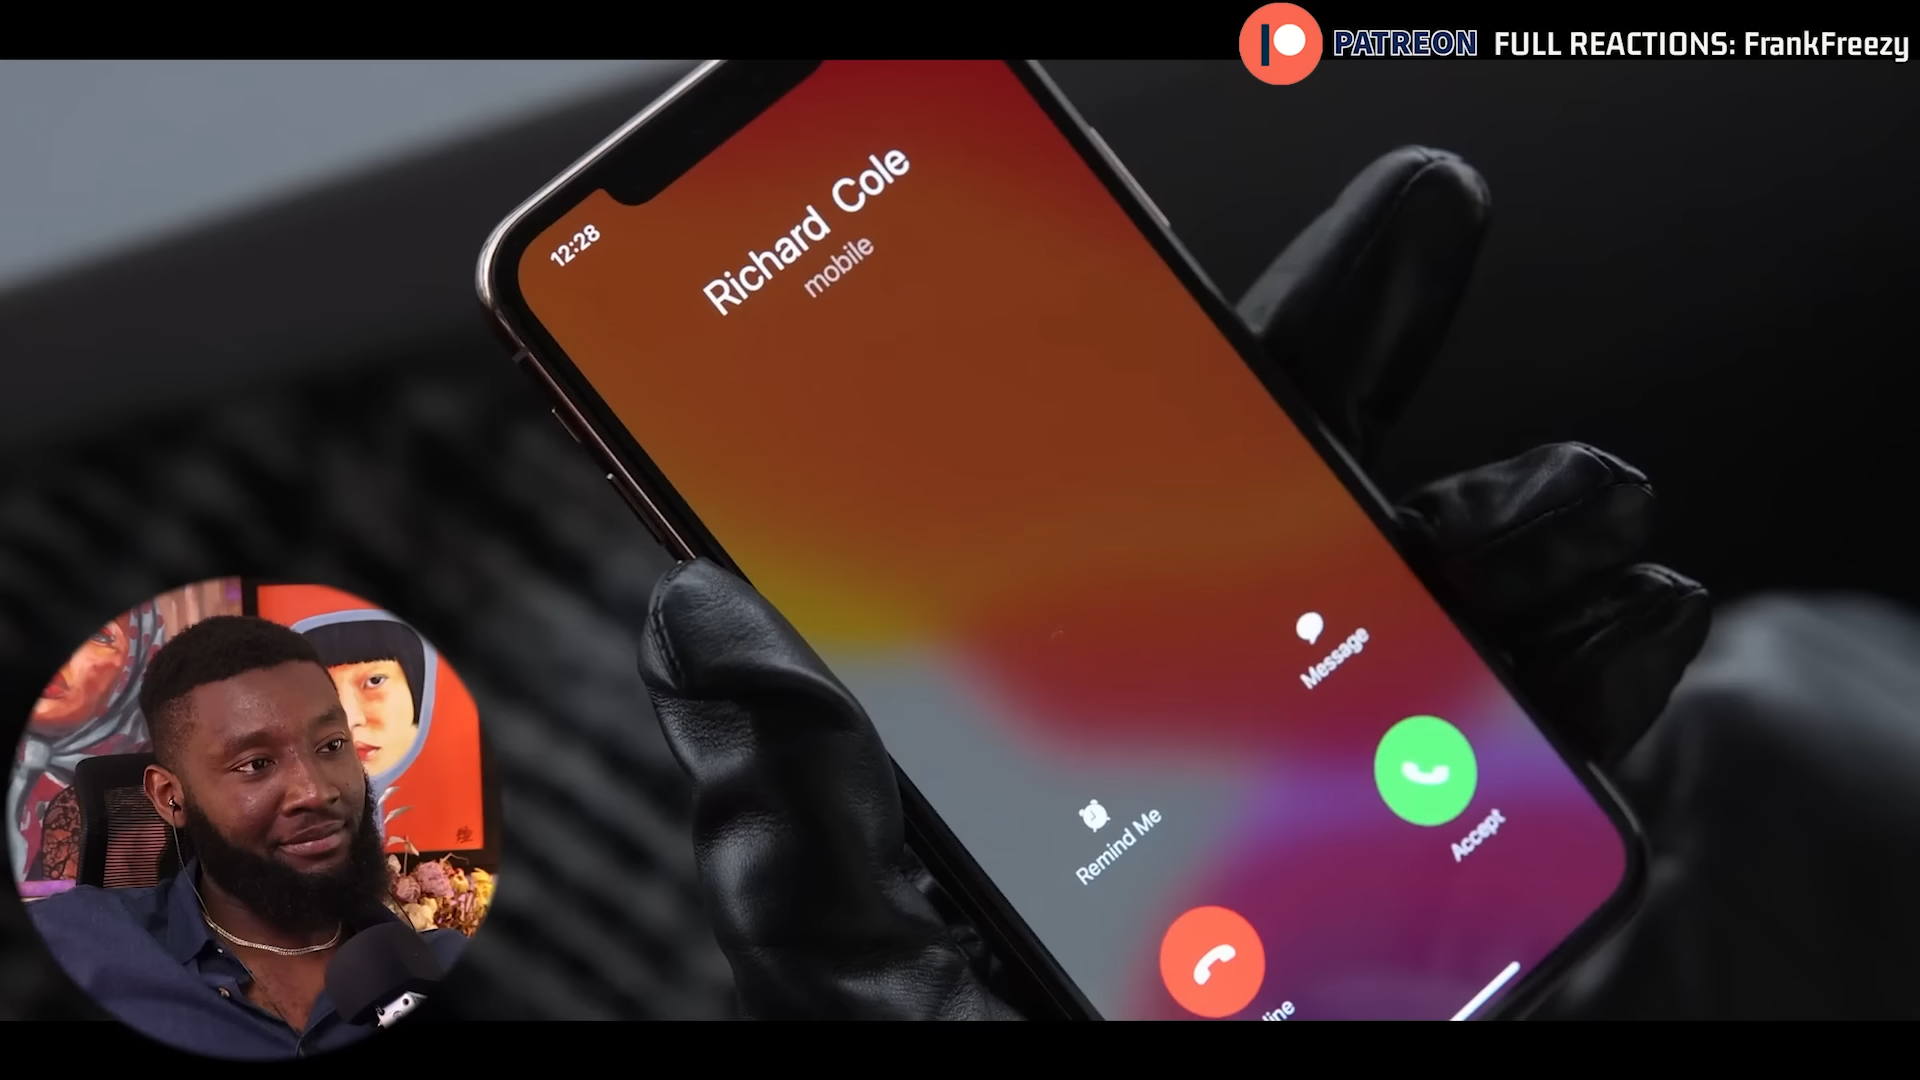 PATREON FULL REACTIONS: FrankFreezy
12:28
Richard Cole
mobile
Message
Remind Me
Accept